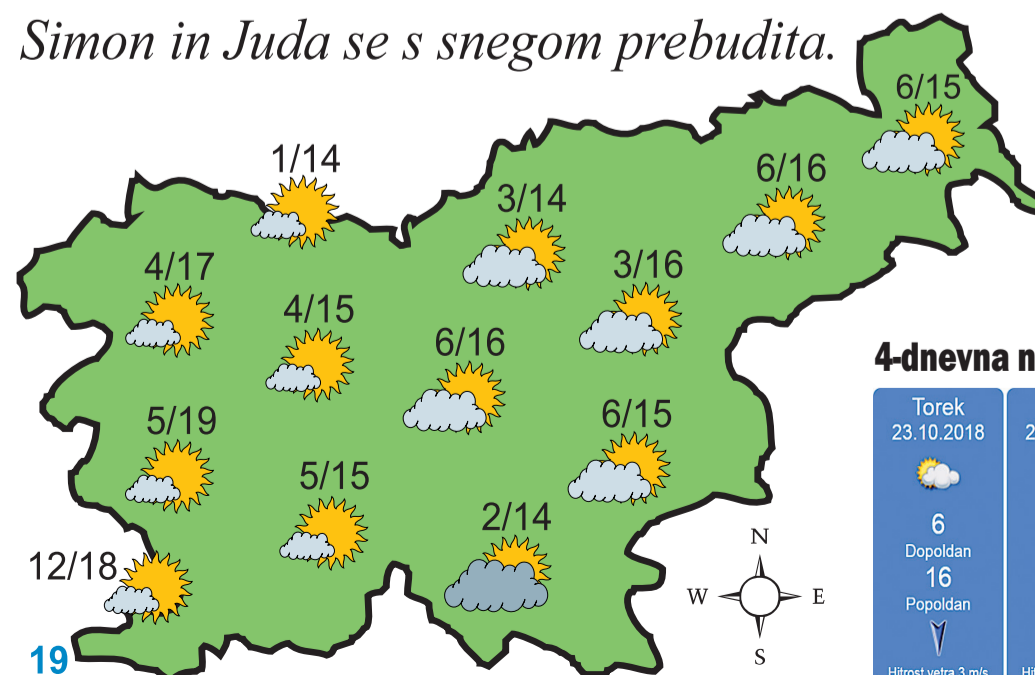 Simon in Juda se s snegom prebudita.
6/15
1/14
6/16
3/14
4/17
3/16
4/15
6/16
5/19
6/15
5/15
2/14
12/18
19
N
W
E
S
4-dnevna n
Torek
23.10.2018
6
Dopoldan
16
Popoldan
Hitrost vetra 3 m/s
2
Hi